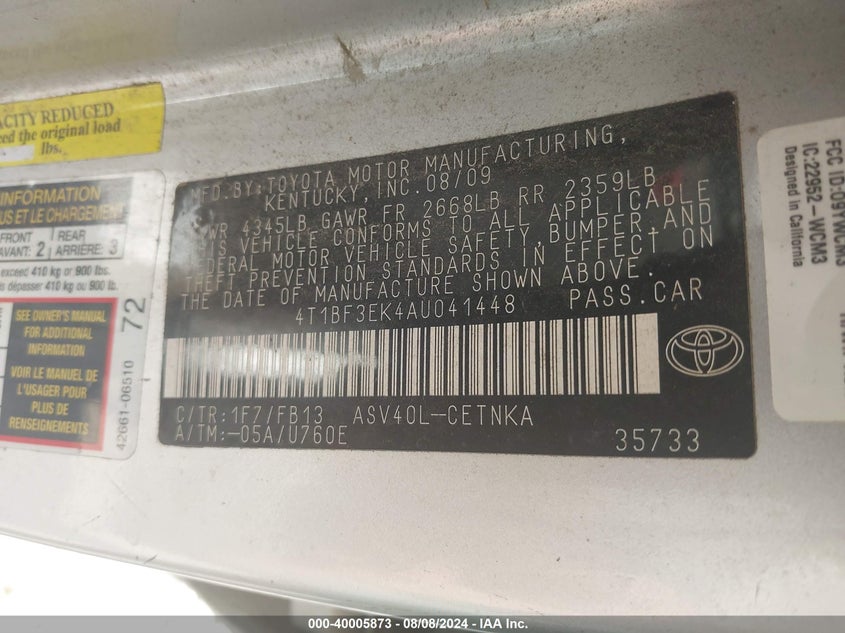 ACITY REDUCED
ed the original load
lbs.
INFORMATION
US ET LE CHARGEMENT
FRONT
AVANT: 2
REAR
ARRIÈRE: 3
exceed 410 kg or 900 lbs.
dépasser 410 kg ou 900 lb.
SEE OWNER'S MANUAL
FOR ADDITIONAL
INFORMATION
VOIR LE MANUEL DE
L'USAGER POUR
PLUS DE
RENSEIGNEMENTS
42661-06510
72
MFD.BY:TOYOTA MOTOR MANUFACTURING,
KENTUCKY,INC.08/09
GVWR 4345LB GAWR FR 2668LB RR 2359LB
THIS VEHICLE CONFORMS TO ALL APPLICABLE
FEDERAL MOTOR VEHICLE SAFETY,BUMPER,AND
THEFT PREVENTION STANDARDS IN EFFECT ON
THE DATE OF MANUFACTURE SHOWN ABOVE.
4T1BF3EK4AU041448 PASS.CAR
C/TR:1F7/FB13 ASV40L-CETNKA
A/TM:-05A/U760E
35733
IC:22952-WCM3
Designed in California
000-40005873 - 08/08/2024 - IAAI Inc.